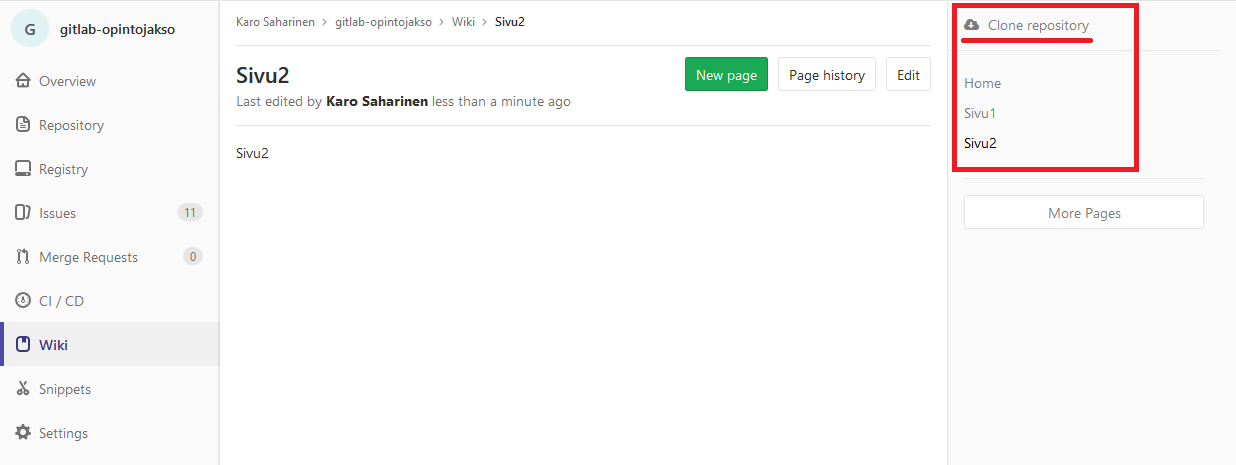 G gitlab-opintojakso
Overview
Repository
Registry
Issues 11
Merge Requests 0
CI / CD
Wiki
Snippets
Settings
Karo Saharinen > gitlab-opintojakso > Wiki > Sivu2
Sivu2
New page Page history Edit
Last edited by Karo Saharinen less than a minute ago
Sivu2
Clone repository
Home
Sivu1
Sivu2
More Pages